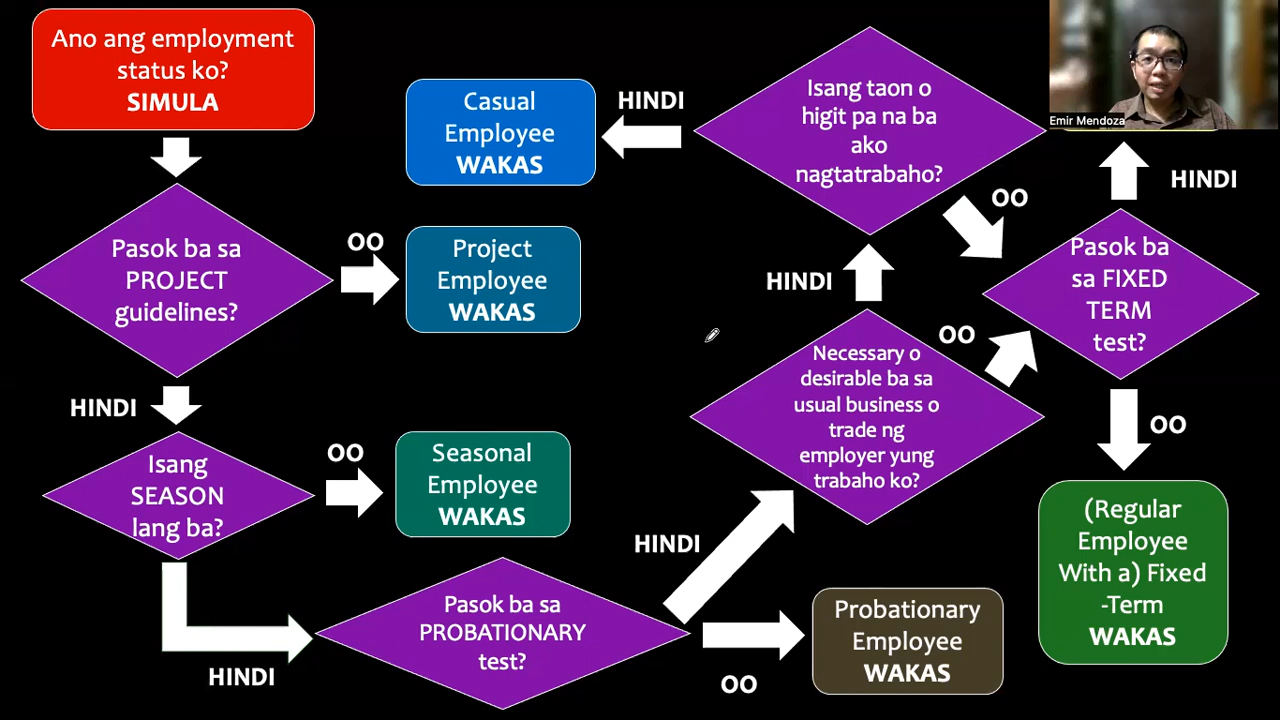 Ano ang employment
status ko?
SIMULA
Pasok ba sa
PROJECT
guidelines?
OO
Project
Employee
WAKAS
HINDI
Isang
SEASON
lang ba?
OO
Seasonal
Employee
WAKAS
HINDI
Pasok ba sa
PROBATIONARY
test?
OO
Probationary
Employee
WAKAS
HINDI
Necessary o
desirable ba sa
usual business o
trade ng
employer yung
trabaho ko?
OO
HINDI
Isang taon o
higit pa na ba
ako
nagtatrabaho?
HINDI
Casual
Employee
WAKAS
OO
Pasok ba
sa FIXED
TERM
test?
HINDI
OO
(Regular
Employee
With a) Fixed
-Term
WAKAS
Emir Mendoza